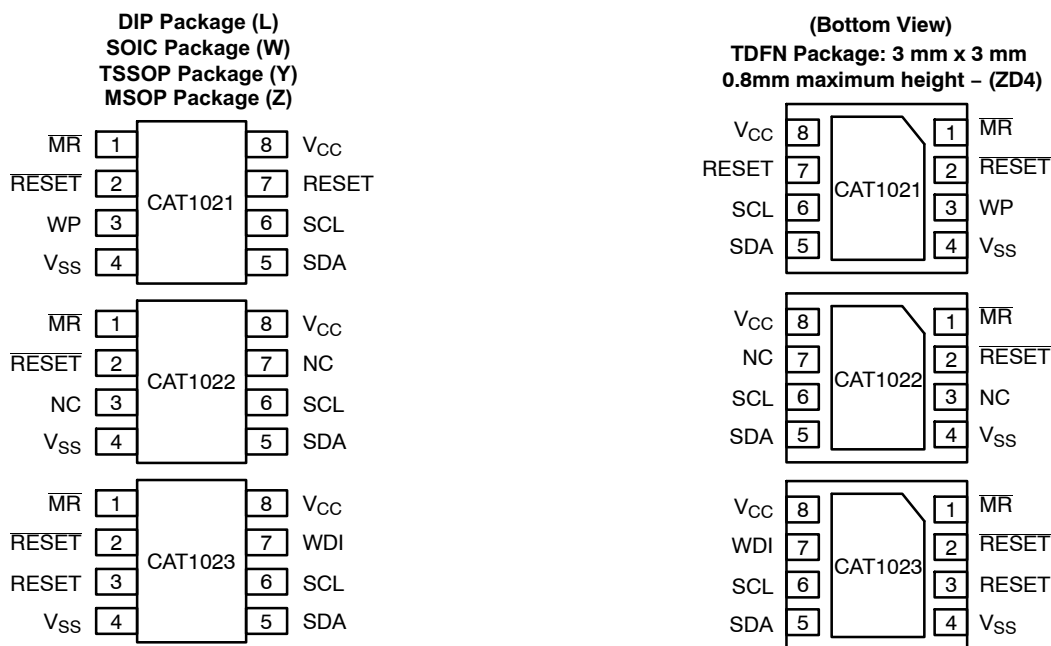 DIP Package (L)
SOIC Package (W)
TSSOP Package (Y)
MSOP Package (Z)
MR 1 8 VCC
RESET 2 7 RESET
CAT1021
WP 3 6 SCL
VSS 4 5 SDA
MR 1 8 VCC
RESET 2 7 NC
CAT1022
NC 3 6 SCL
VSS 4 5 SDA
MR 1 8 VCC
RESET 2 7 WDI
CAT1023
RESET 3 6 SCL
VSS 4 5 SDA
(Bottom View)
TDFN Package: 3 mm x 3 mm
0.8mm maximum height – (ZD4)
VCC 8 1 MR
RESET 7 2 RESET
CAT1021
SCL 6 3 WP
SDA 5 4 VSS
VCC 8 1 MR
NC 7 2 RESET
CAT1022
SCL 6 3 NC
SDA 5 4 VSS
VCC 8 1 MR
WDI 7 2 RESET
CAT1023
SCL 6 3 RESET
SDA 5 4 VSS